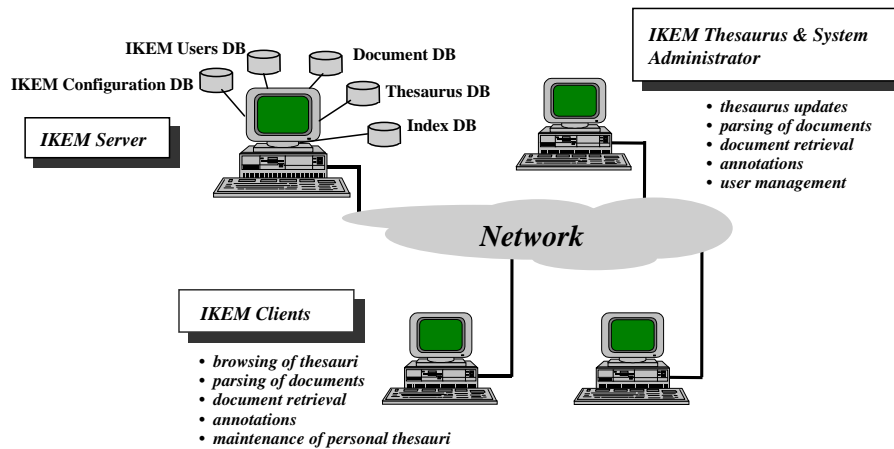 IKEM Users DB
Document DB
IKEM Configuration DB
Thesaurus DB
Index DB
IKEM Server
IKEM Thesaurus & System
Administrator
• thesaurus updates
• parsing of documents
• document retrieval
• annotations
• user management
Network
IKEM Clients
• browsing of thesauri
• parsing of documents
• document retrieval
• annotations
• maintenance of personal thesauri